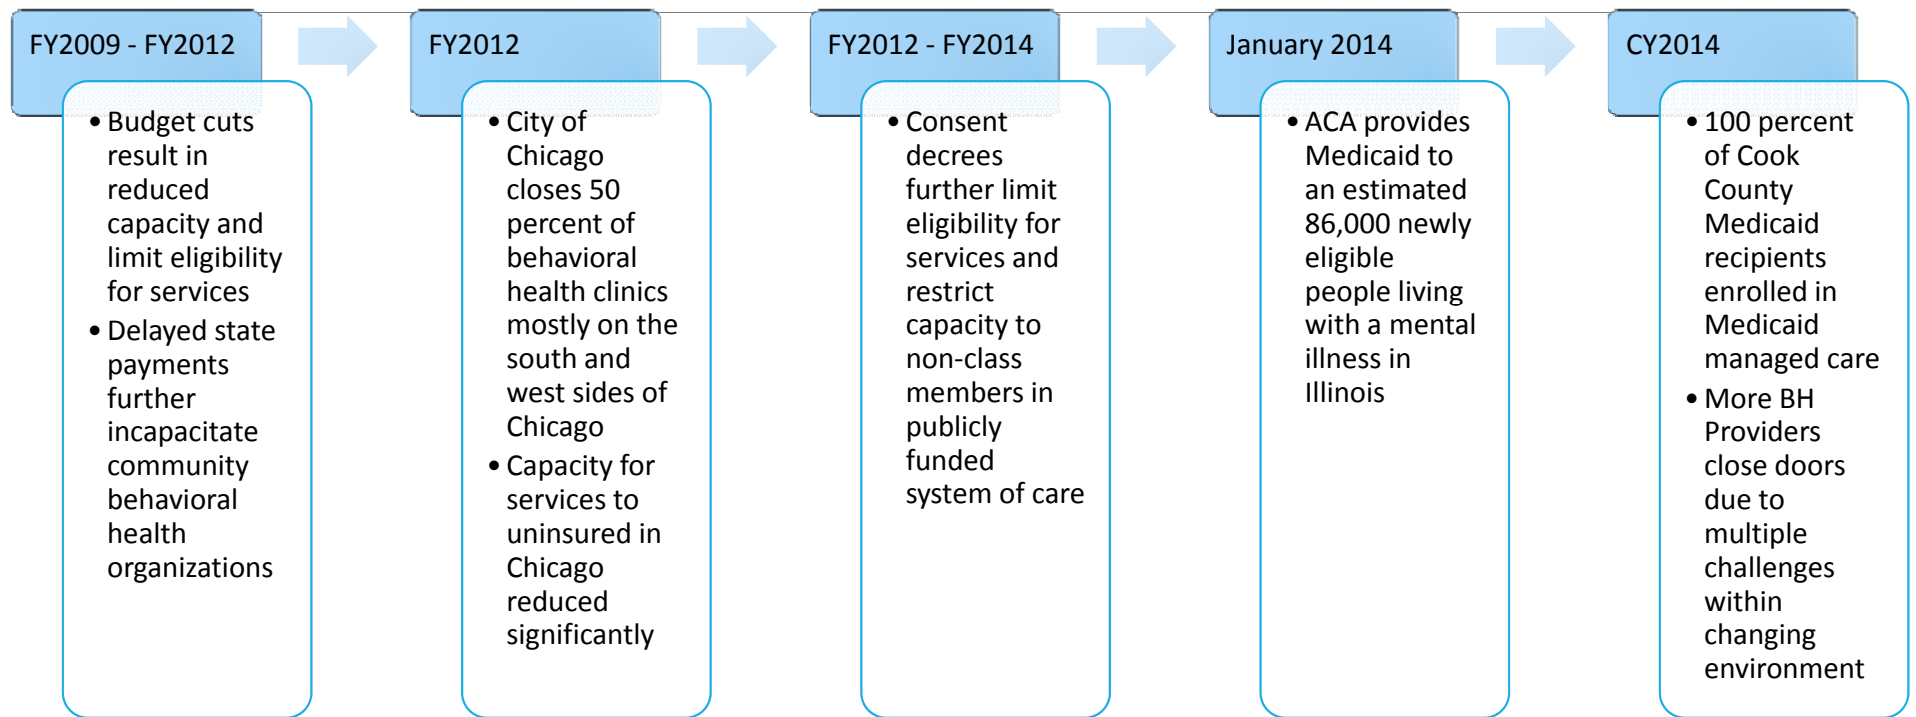 FY2009 - FY2012
• Budget cuts
result in
reduced
capacity and
limit eligibility
for services
• Delayed state
payments
further
incapacitate
community
behavioral
health
organizations
FY2012
• City of
Chicago
closes 50
percent of
behavioral
health clinics
mostly on the
south and
west sides of
Chicago
• Capacity for
services to
uninsured in
Chicago
reduced
significantly
FY2012 - FY2014
• Consent
decrees
further limit
eligibility for
services and
restrict
capacity to
non-class
members in
publicly
funded
system of care
January 2014
• ACA provides
Medicaid to
an estimated
86,000 newly
eligible
people living
with a mental
illness in
Illinois
CY2014
• 100 percent
of Cook
County
Medicaid
recipients
enrolled in
Medicaid
managed care
• More BH
Providers
close doors
due to
multiple
challenges
within
changing
environment